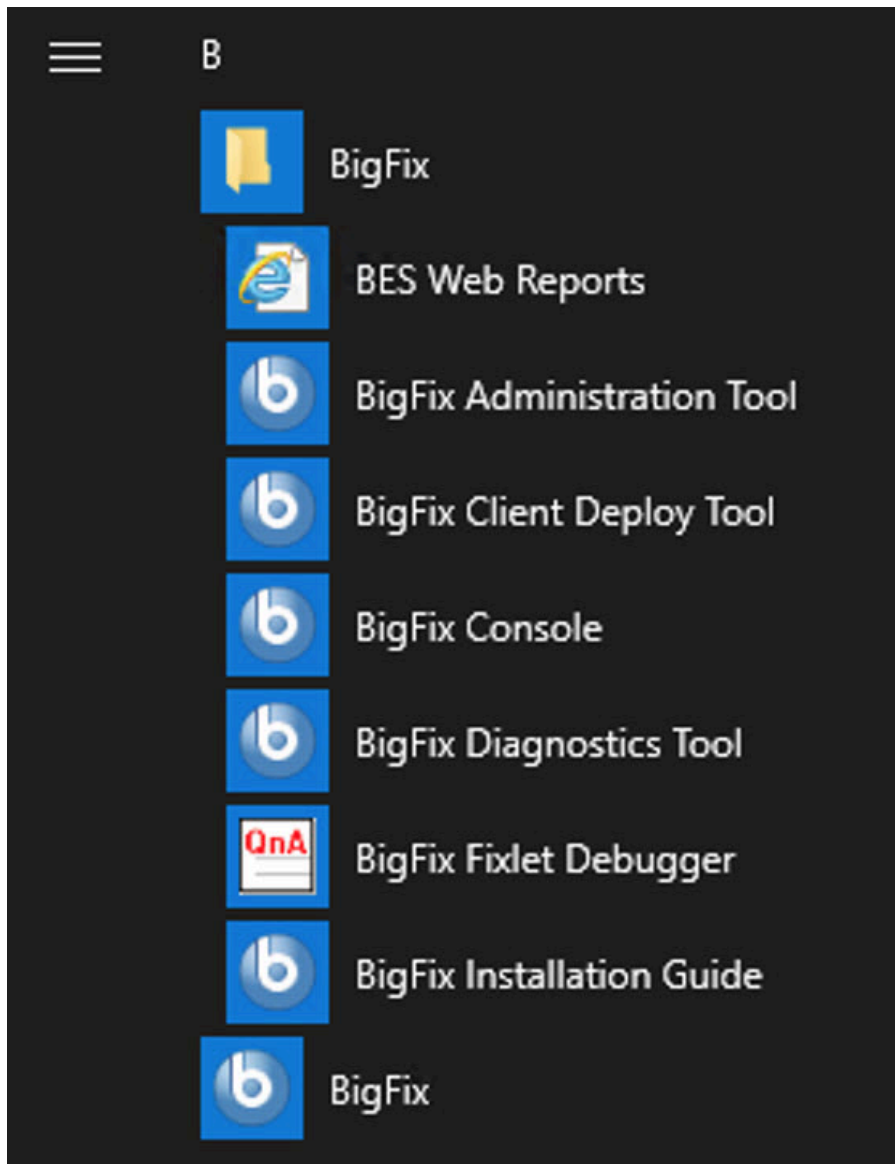 B
BigFix
BES Web Reports
BigFix Administration Tool
BigFix Client Deploy Tool
BigFix Console
BigFix Diagnostics Tool
QnA
BigFix Fixlet Debugger
BigFix Installation Guide
BigFix